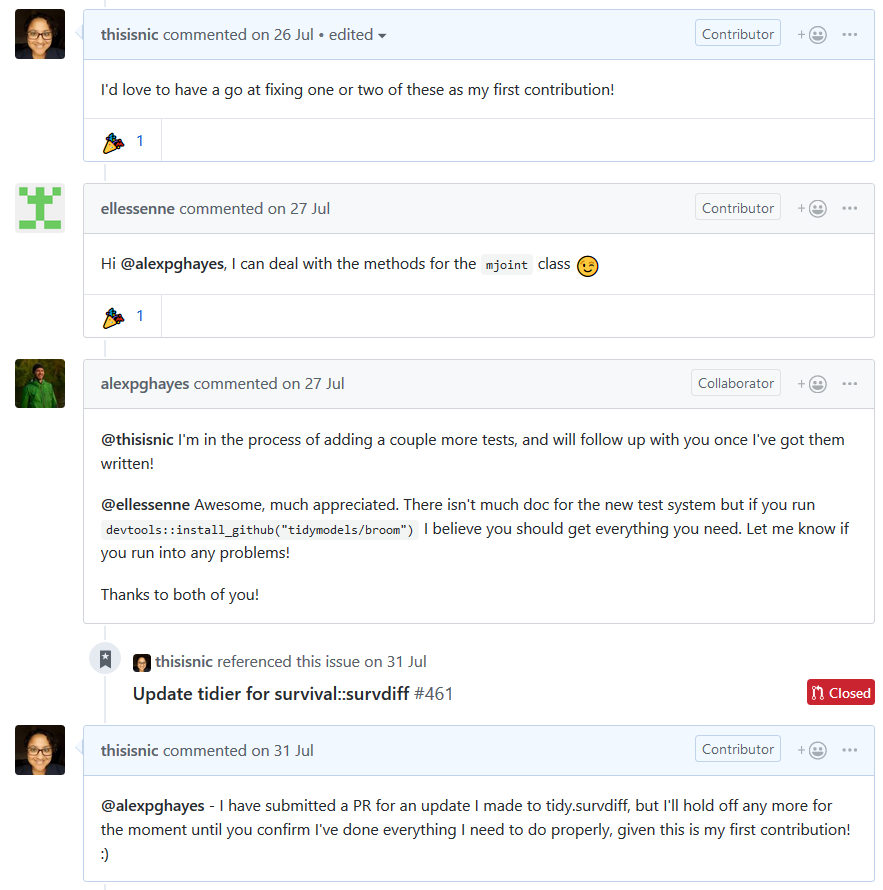 thisisnic commented on 26 Jul • edited
Contributor
I'd love to have a go at fixing one or two of these as my first contribution!
1
ellessenne commented on 27 Jul
Contributor
Hi @alexpghayes, I can deal with the methods for the mjoint class
1
alexpghayes commented on 27 Jul
Collaborator
@thisisnic I'm in the process of adding a couple more tests, and will follow up with you once I've got them
written!
@ellessenne Awesome, much appreciated. There isn't much doc for the new test system but if you run
devtools::install_github("tidymodels/broom") I believe you should get everything you need. Let me know if
you run into any problems!
Thanks to both of you!
thisisnic referenced this issue on 31 Jul
Update tidier for survival::survdiff #461
Closed
thisisnic commented on 31 Jul
Contributor
@alexpghayes - I have submitted a PR for an update I made to tidy.survdiff, but I'll hold off any more for
the moment until you confirm I've done everything I need to do properly, given this is my first contribution!
:)